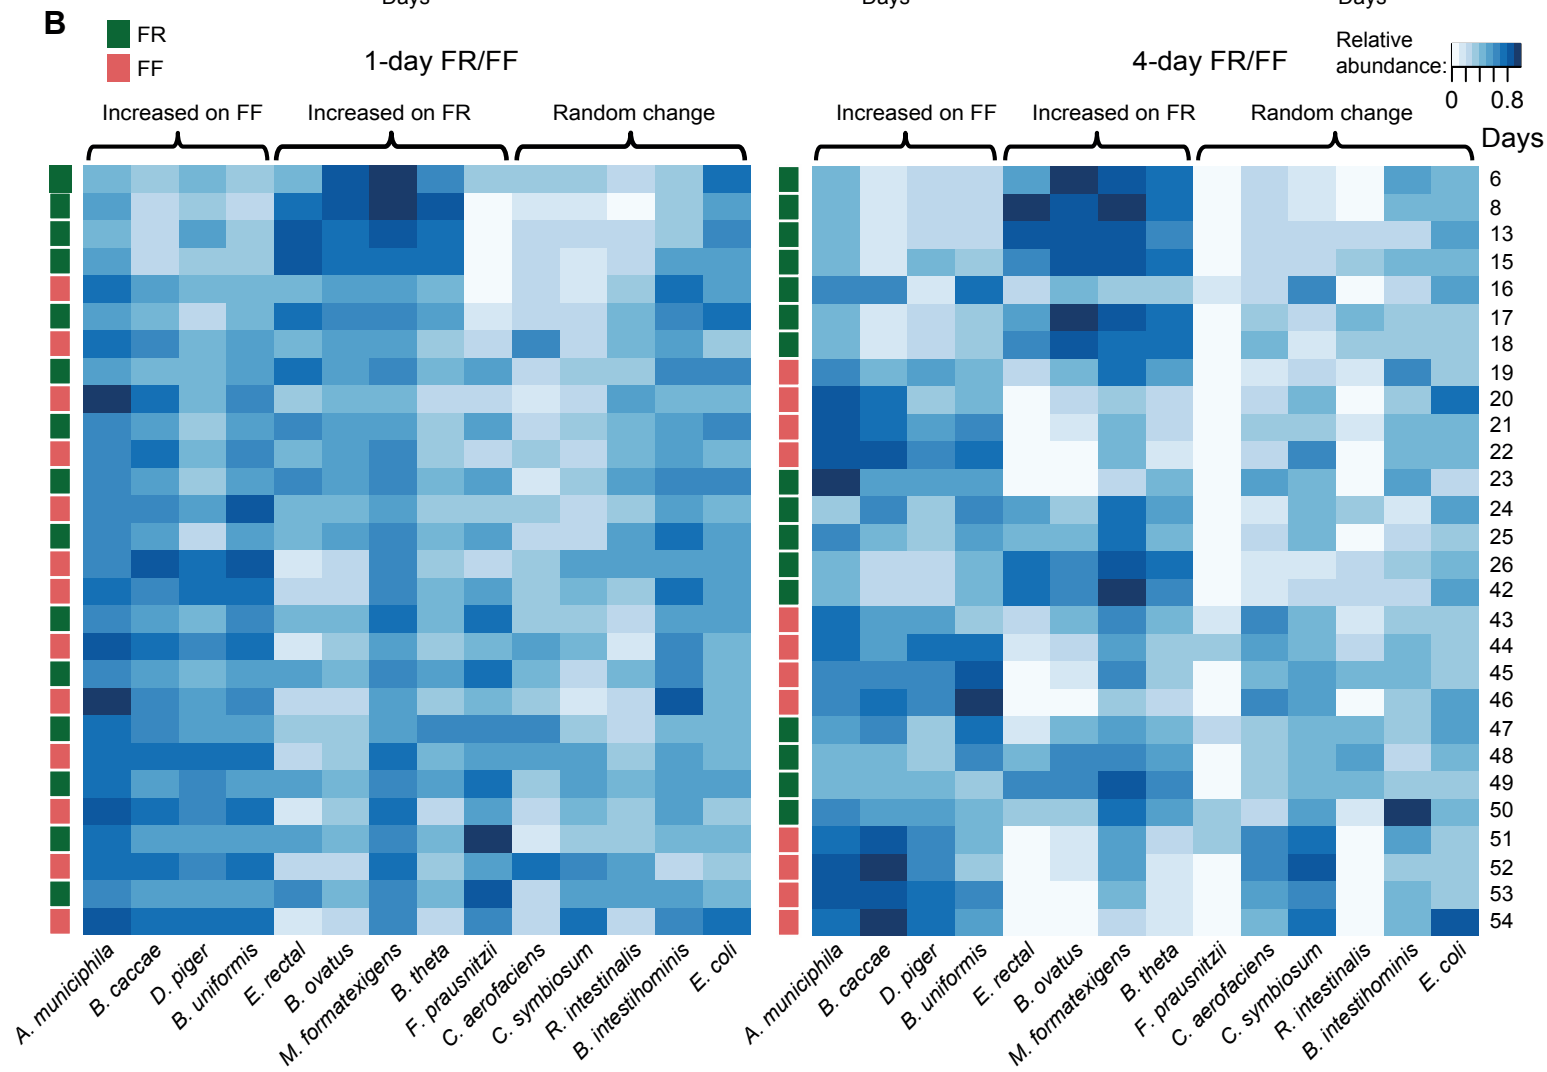 Days
Days
Days
B
FR
FF
1-day FR/FF
4-day FR/FF
Relative
abundance:
0
0.8
Increased on FF
Increased on FR
Random change
Increased on FF
Increased on FR
Random change
Days
6
8
13
15
16
17
18
19
20
21
22
23
24
25
26
42
43
44
45
46
47
48
49
50
51
52
53
54
A. municiphila
B. caccae
D. piger
B. uniformis
E. rectal
B. ovatus
M. formatexigens
B. theta
F. prausnitzii
C. aerofaciens
C. symbiosum
R. intestinalis
B. intestihominis
E. coli
A. municiphila
B. caccae
D. piger
B. uniformis
E. rectal
B. ovatus
M. formatexigens
B. theta
F. prausnitzii
C. aerofaciens
C. symbiosum
R. intestinalis
B. intestihominis
E. coli